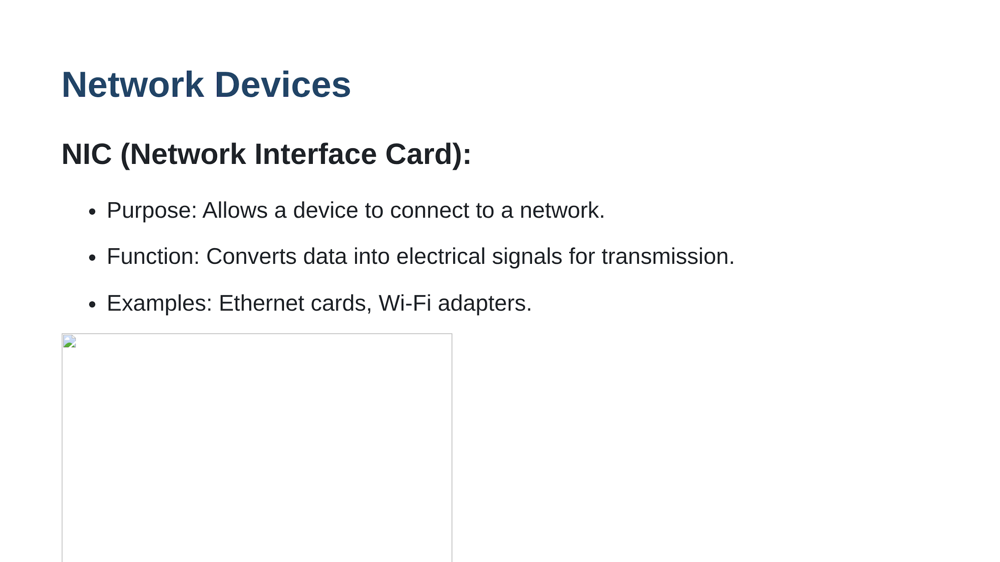 Network Devices
NIC (Network Interface Card):
• Purpose: Allows a device to connect to a network.
• Function: Converts data into electrical signals for transmission.
• Examples: Ethernet cards, Wi-Fi adapters.